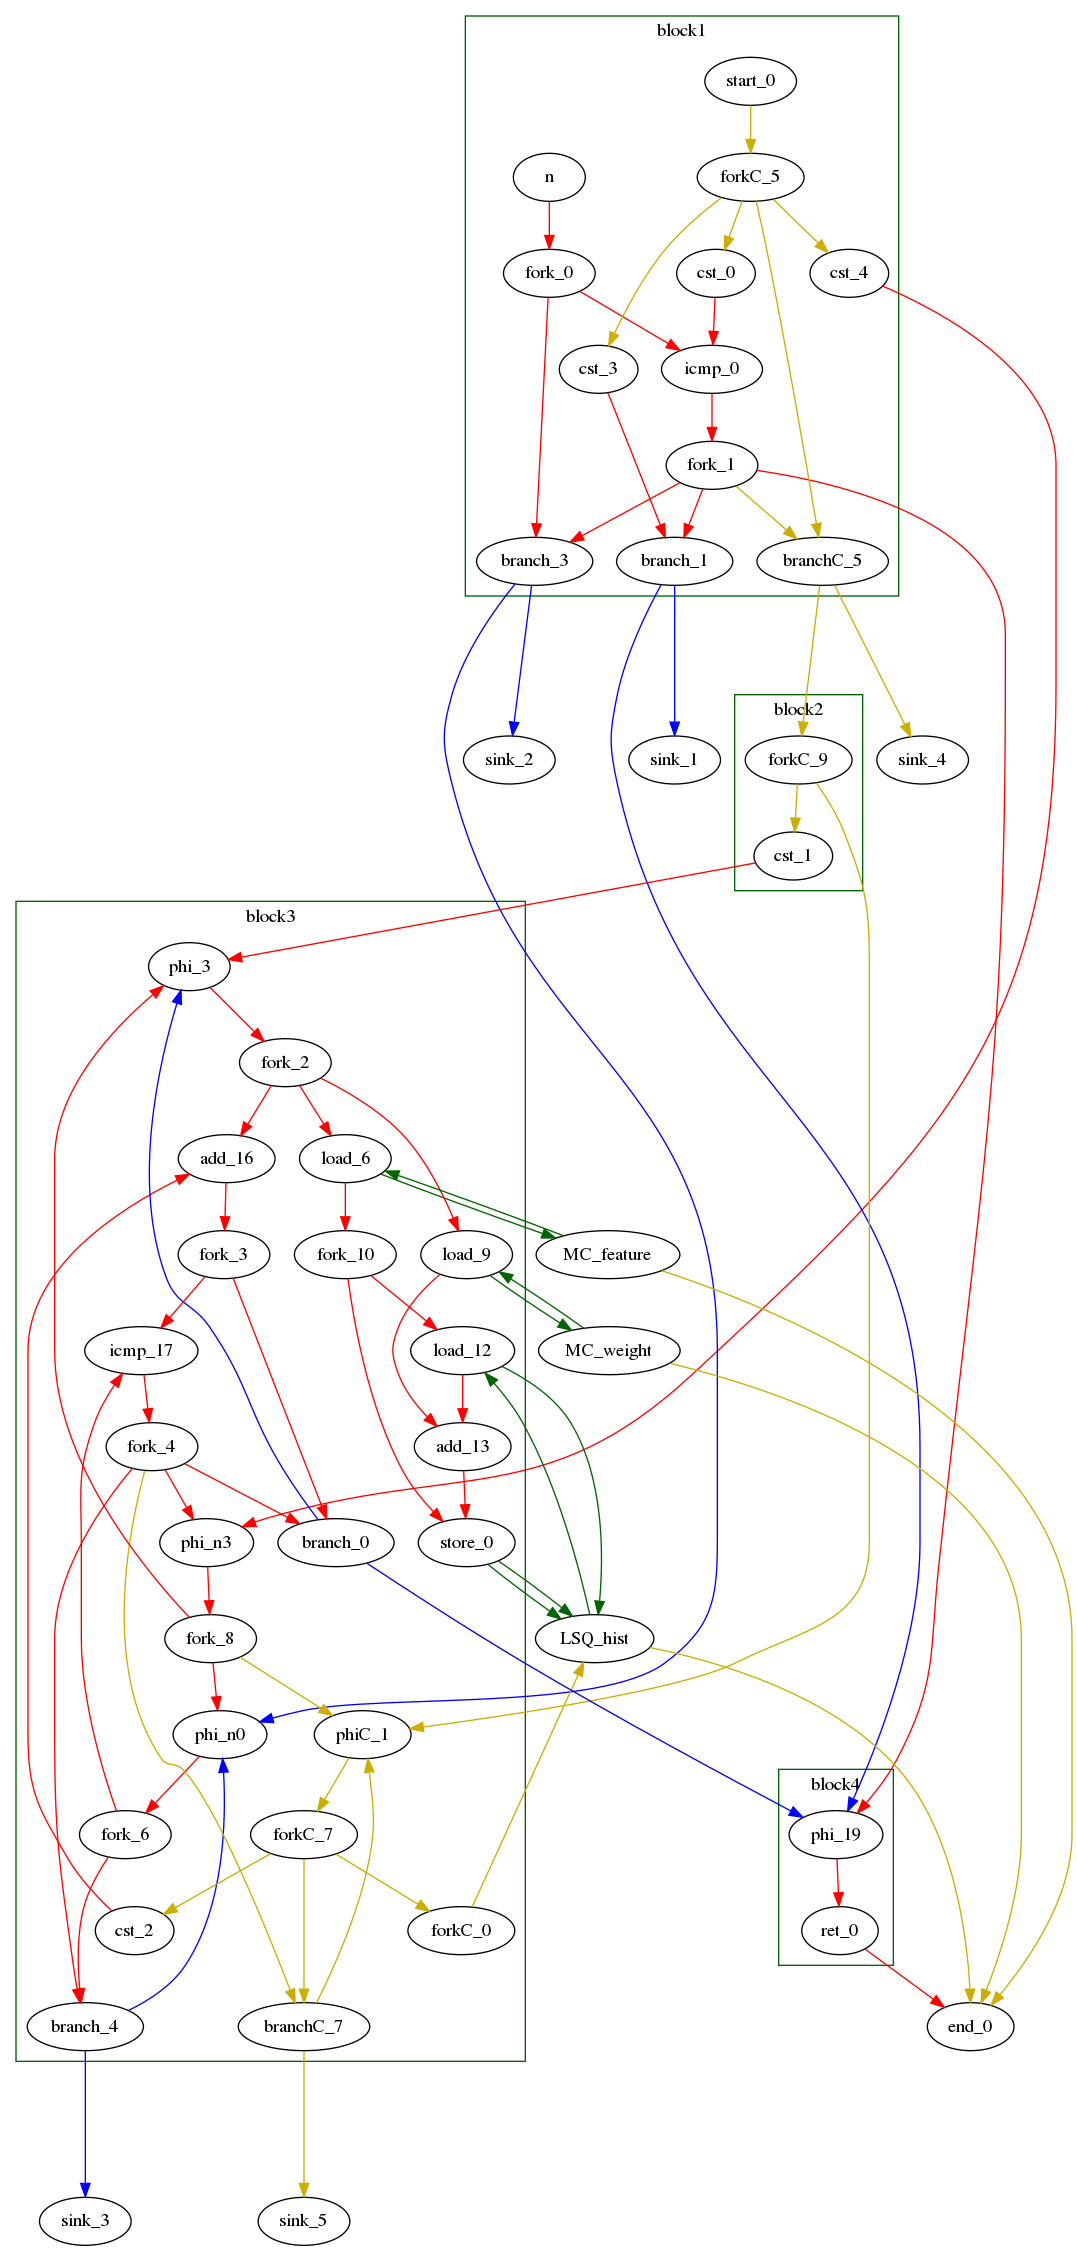 block1
start_0
n
forkC_5
fork_0
cst_0
cst_4
cst_3
icmp_0
fork_1
branch_3
branch_1
branchC_5
block2
sink_2
sink_1
forkC_9
sink_4
cst_1
block3
phi_3
fork_2
add_16
load_6
fork_3
fork_10
load_9
MC_feature
icmp_17
load_12
MC_weight
fork_4
add_13
phi_n3
branch_0
store_0
fork_8
LSQ_hist
phi_n0
phiC_1
block4
fork_6
forkC_7
phi_19
cst_2
forkC_0
ret_0
branch_4
branchC_7
end_0
sink_3
sink_5